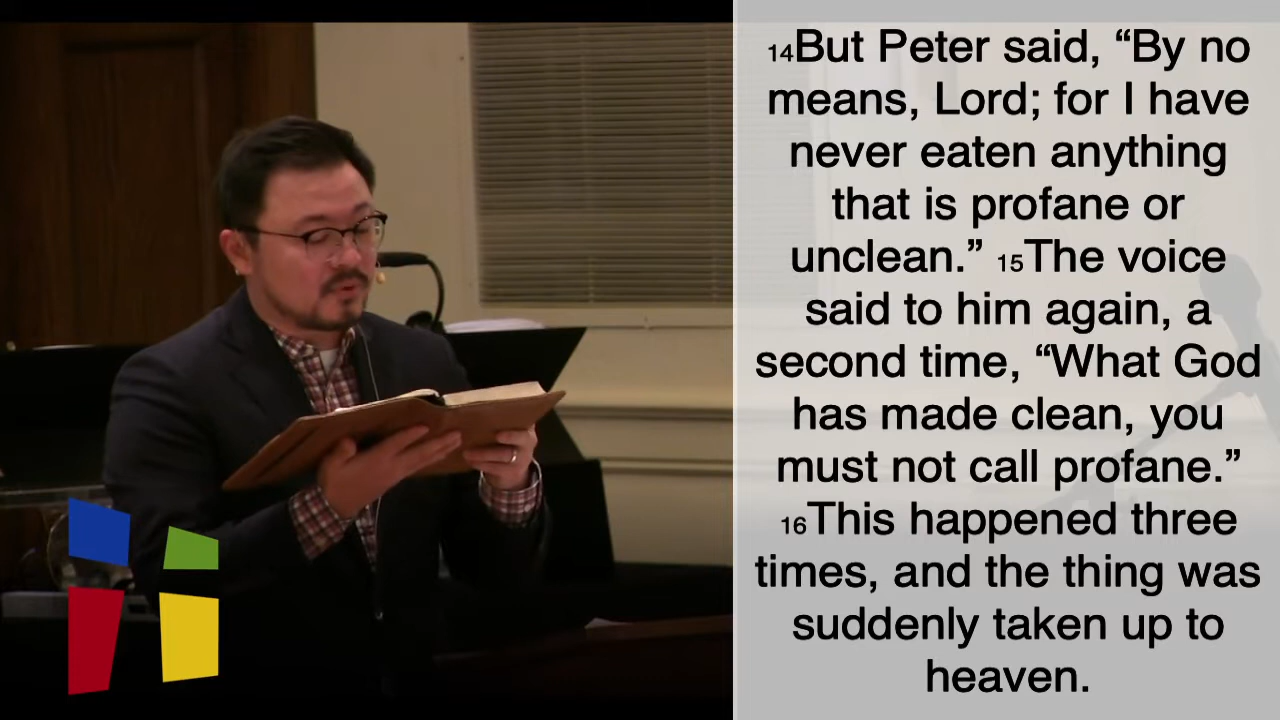 14But Peter said, “By no
means, Lord; for I have
never eaten anything
that is profane or
unclean.” 15The voice
said to him again, a
second time, “What God
has made clean, you
must not call profane.”
16This happened three
times, and the thing was
suddenly taken up to
heaven.